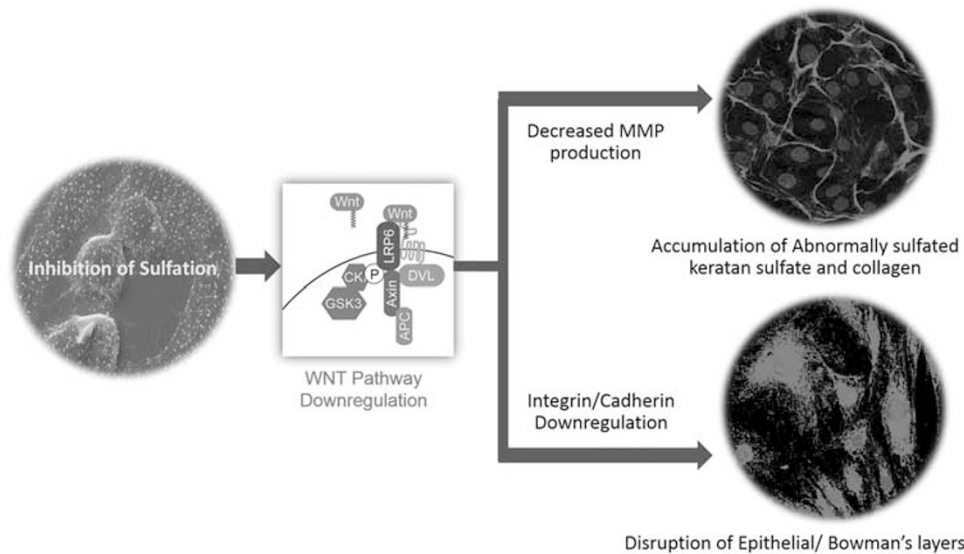 Inhibition of Sulfation
Wnt
Wnt
LRP6
P
CK
DVL
GSK3
Axin
APC
WNT Pathway
Downregulation
Decreased MMP
production
Integrin/Cadherin
Downregulation
Accumulation of Abnormally sulfated
keratan sulfate and collagen
Disruption of Epithelial/ Bowman's layers